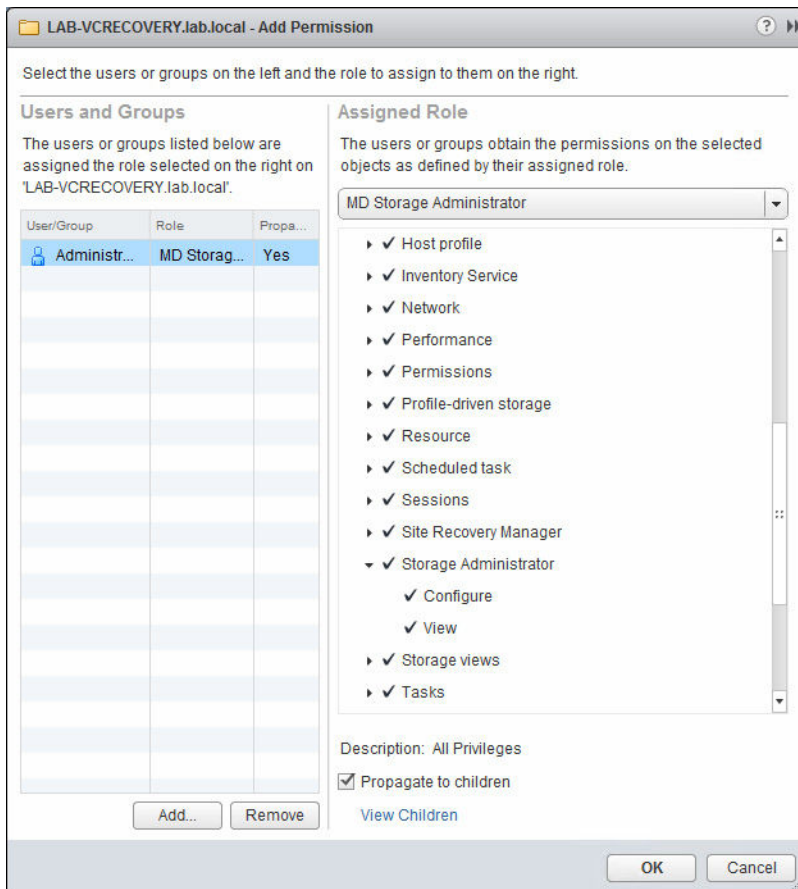 LAB-VCRECOVERY.lab.local - Add Permission
Select the users or groups on the left and the role to assign to them on the right.
Users and Groups
The users or groups listed below are
assigned the role selected on the right on
'LAB-VCRECOVERY.lab.local'.
User/Group Role Propa...
Administr... MD Storag... Yes
Add... Remove
Assigned Role
The users or groups obtain the permissions on the selected
objects as defined by their assigned role.
MD Storage Administrator
Host profile
Inventory Service
Network
Performance
Permissions
Profile-driven storage
Resource
Scheduled task
Sessions
Site Recovery Manager
Storage Administrator
Configure
View
Storage views
Tasks
Description: All Privileges
Propagate to children
View Children
OK Cancel